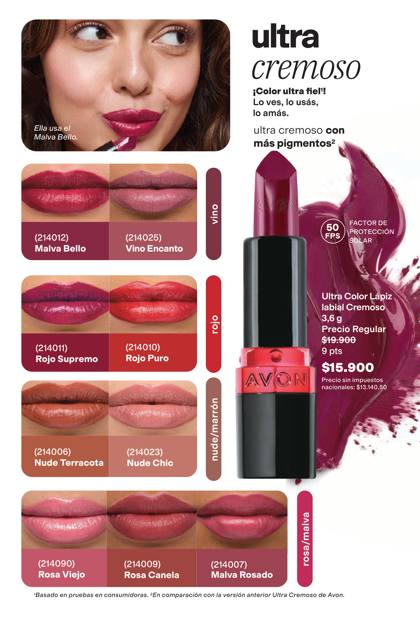 ultra
cremoso
¡Color ultra fiel¹!
Lo ves, lo usás,
lo amás.
ultra cremoso con
más pigmentos²
Ella usa el
Malva Bello.
(214012)
Malva Bello
(214025)
Vino Encanto
vino
50
FPS
FACTOR DE
PROTECCIÓN
SOLAR
(214011)
Rojo Supremo
(214010)
Rojo Puro
rojo
Ultra Color Lápiz
labial Cremoso
3,6 g
Precio Regular
$19.900
9 pts
$15.900
Precio sin impuestos
nacionales: $13.140,50
AVON
(214006)
Nude Terracota
(214023)
Nude Chic
nude/marrón
(214090)
Rosa Viejo
(214009)
Rosa Canela
(214007)
Malva Rosado
rosa/malva
¹Basado en pruebas en consumidoras. ²En comparación con la versión anterior Ultra Cremoso de Avon.